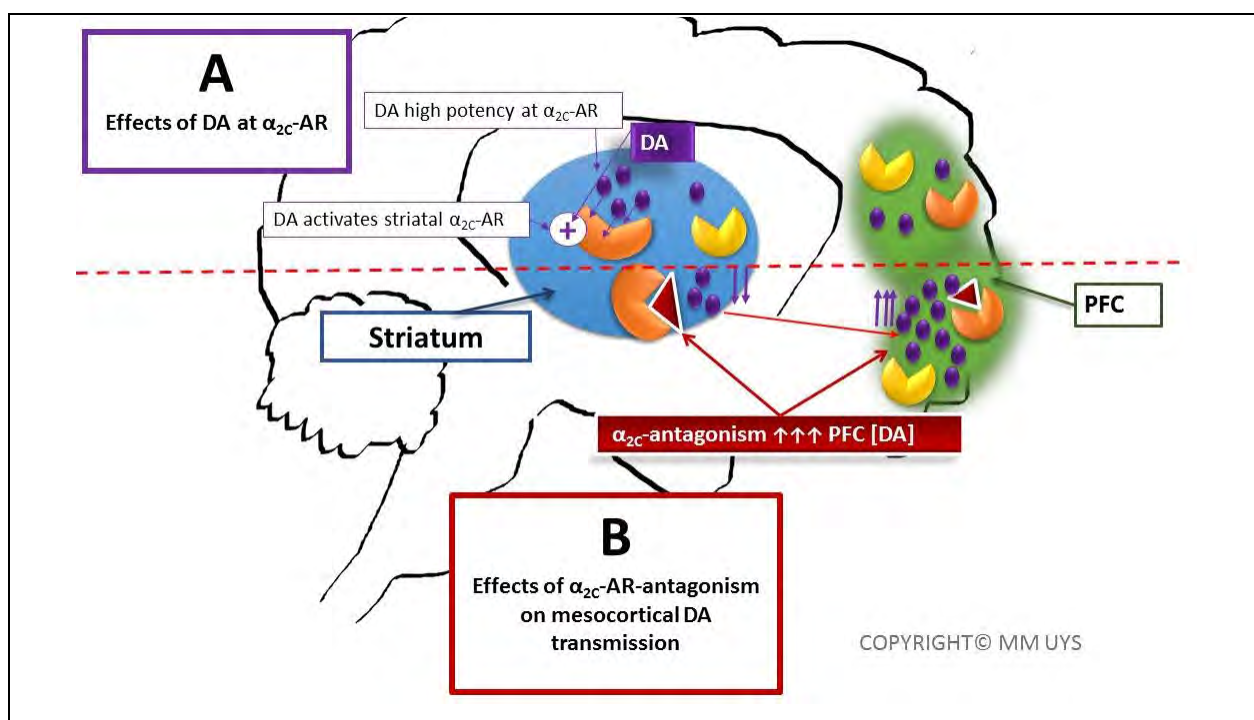 A
Effects of DA at α2C-AR
DA high potency at α2C-AR
DA
DA activates striatal α2C-AR
+
Striatum
PFC
α2C-antagonism ↑↑↑ PFC [DA]
B
Effects of α2C-AR-antagonism
on mesocortical DA
transmission
COPYRIGHT© MM UYS